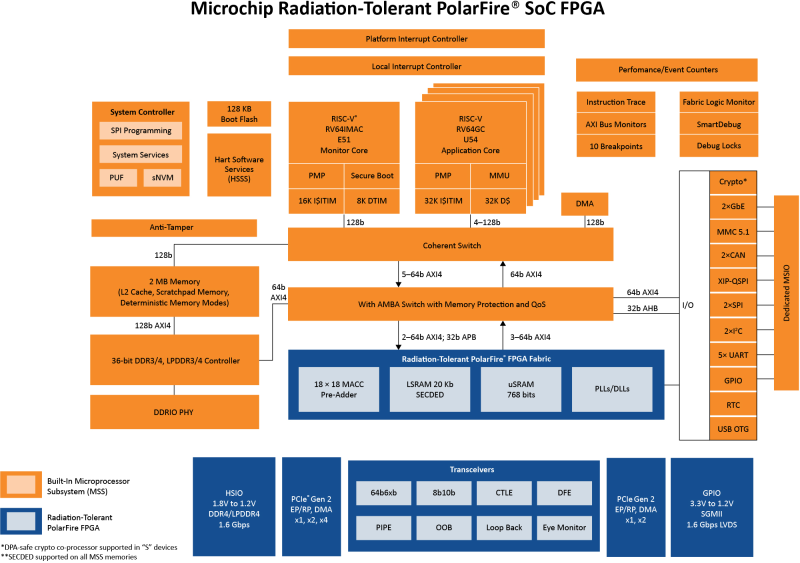 Microchip Radiation-Tolerant PolarFire® SoC FPGA
Platform Interrupt Controller
Local Interrupt Controller
Perfomance/Event Counters
System Controller
SPI Programming
System Services
PUF
sNVM
128 KB
Boot Flash
Hart Software
Services
(HSSS)
RISC-V®
RV64IMAC
E51
Monitor Core
PMP
Secure Boot
16K I$ITIM
8K DTIM
RISC-V
RV64GC
U54
Application Core
PMP
MMU
32K I$ITIM
32K D$
Instruction Trace
AXI Bus Monitors
10 Breakpoints
Fabric Logic Monitor
SmartDebug
Debug Locks
DMA
128b
4–128b
128b
Anti-Tamper
Coherent Switch
128b
2 MB Memory
(L2 Cache, Scratchpad Memory,
Deterministic Memory Modes)
64b
AXI4
5–64b AXI4
64b AXI4
With AMBA Switch with Memory Protection and QoS
64b AXI4
32b AHB
128b AXI4
36-bit DDR3/4, LPDDR3/4 Controller
DDRIO PHY
2–64b AXI4; 32b APB
3–64b AXI4
Radiation-Tolerant PolarFire® FPGA Fabric
18 × 18 MACC
Pre-Adder
LSRAM 20 Kb
SECDED
uSRAM
768 bits
PLLs/DLLs
I/O
Crypto*
2×GbE
MMC 5.1
2×CAN
XIP-QSPI
2×SPI
2×I²C
5× UART
GPIO
RTC
USB OTG
Dedicated MSIO
Built-In Microprocessor
Subsystem (MSS)
Radiation-Tolerant
PolarFire FPGA
*DPA-safe crypto co-processor supported in "S" devices
**SECDED supported on all MSS memories
HSIO
1.8V to 1.2V
DDR4/LPDDR4
1.6 Gbps
PCIe® Gen 2
EP/RP, DMA
x1, x2, x4
Transceivers
64b6xb
8b10b
CTLE
DFE
PIPE
OOB
Loop Back
Eye Monitor
PCIe Gen 2
EP/RP, DMA
x1, x2
GPIO
3.3V to 1.2V
SGMII
1.6 Gbps LVDS